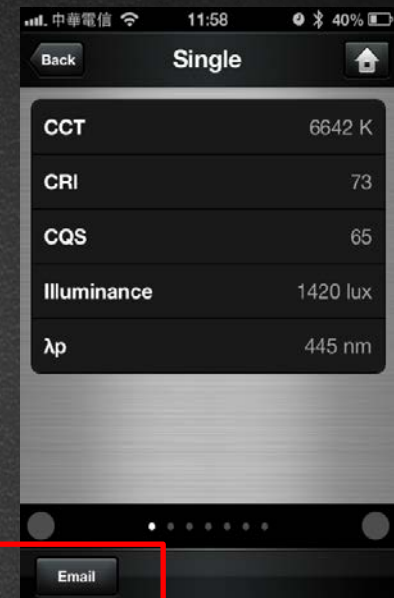 中華電信 11:58 40%
Back Single
CCT 6642 K
CRI 73
CQS 65
Illuminance 1420 lux
λp 445 nm
Email